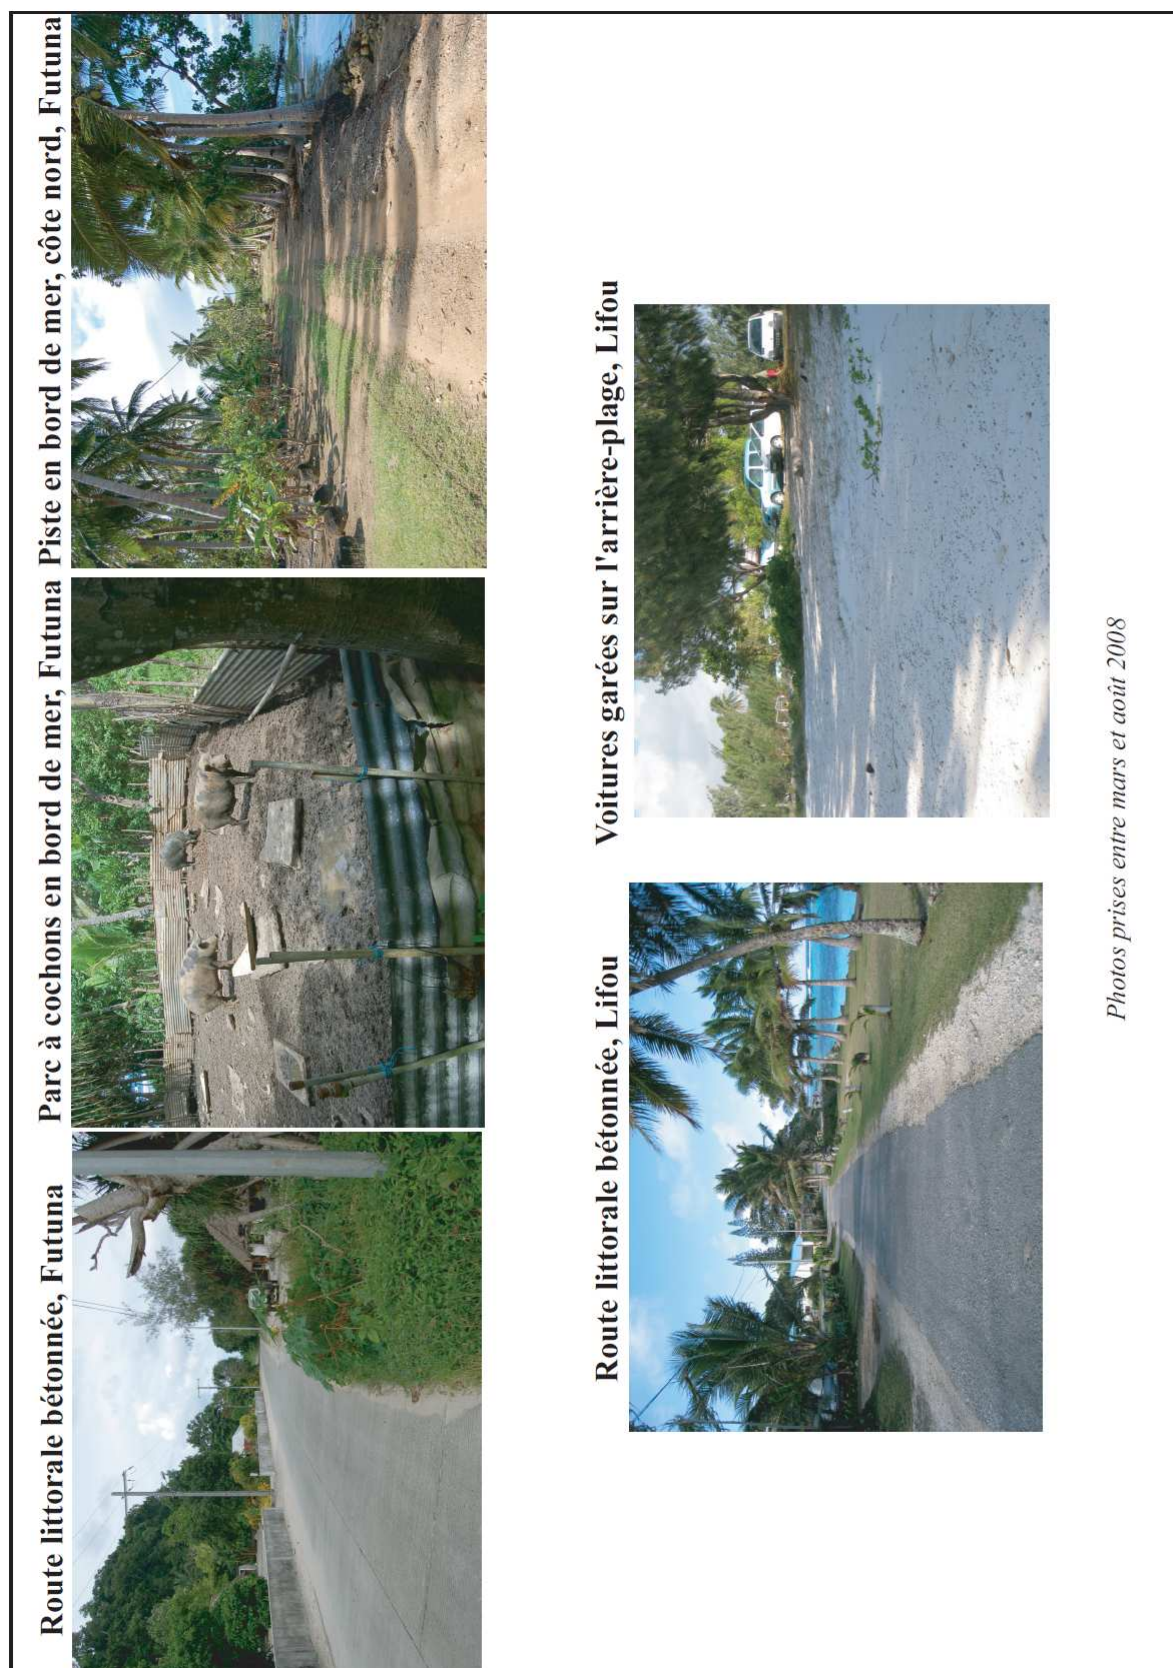 Route littorale bétonnée, Futuna
Parc à cochons en bord de mer, Futuna
Piste en bord de mer, côte nord, Futuna
Route littorale bétonnée, Lifou
Voitures garées sur l'arrière-plage, Lifou
Photos prises entre mars et août 2008